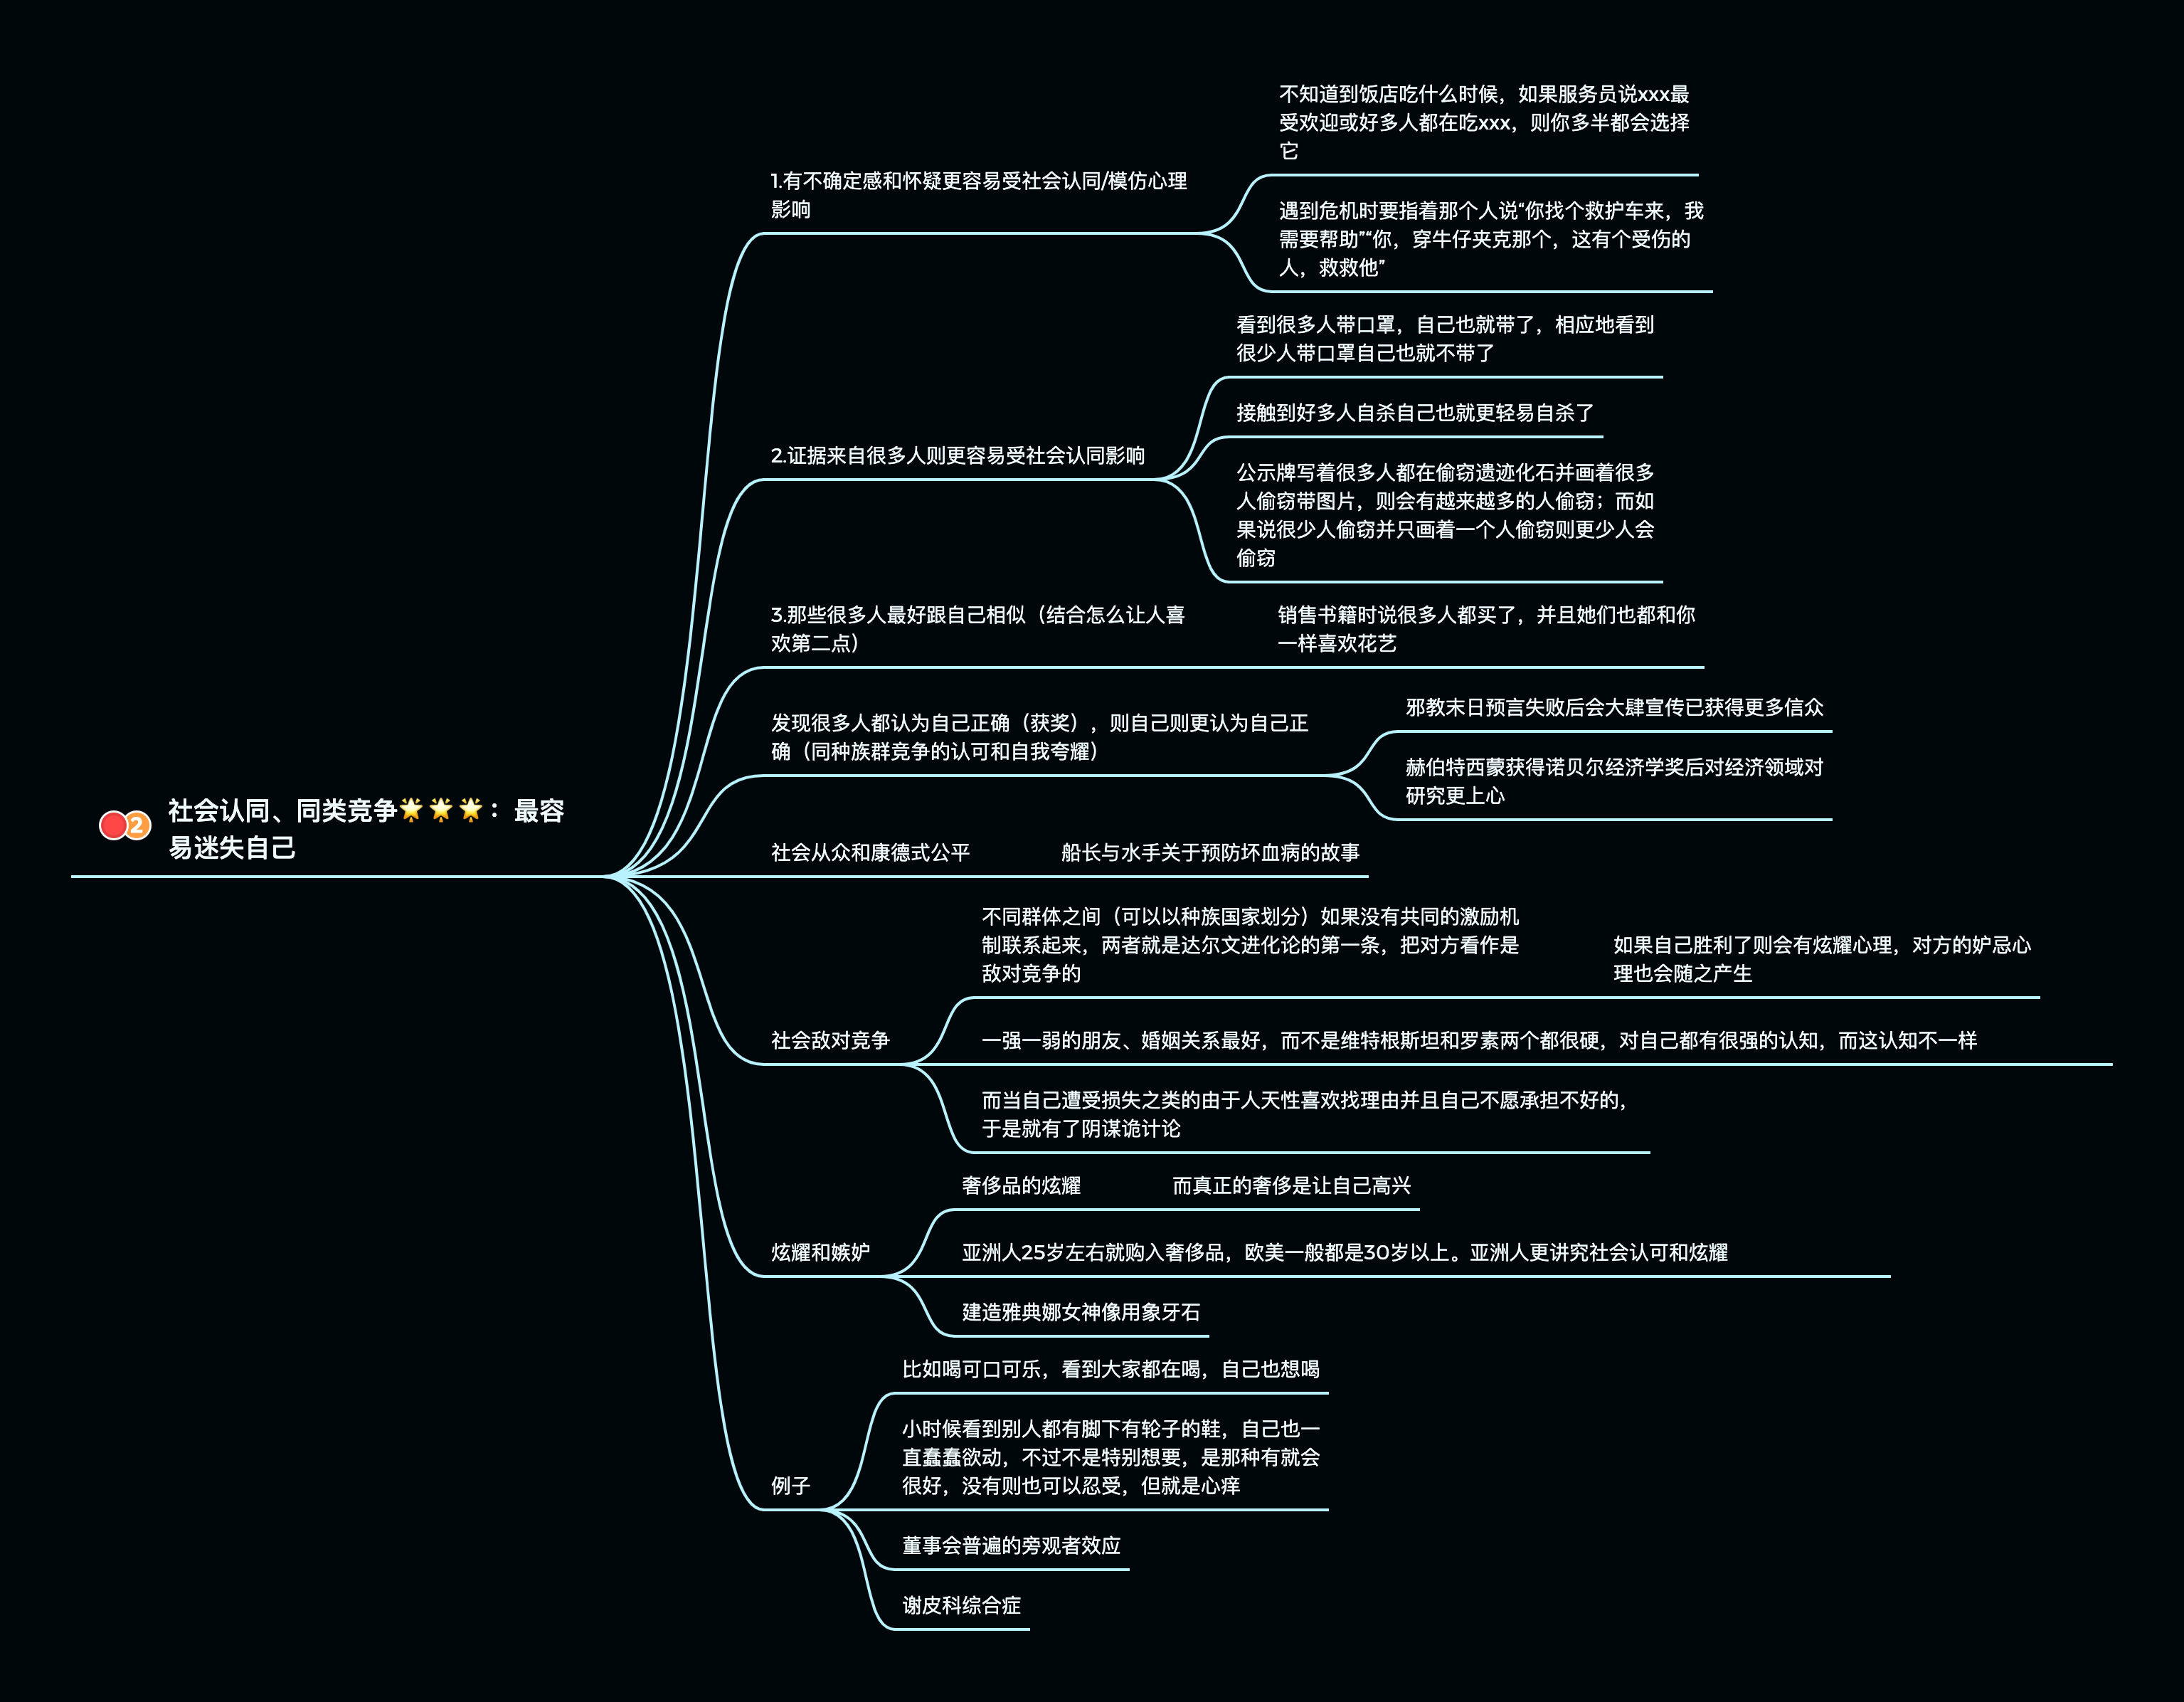 不知道到饭店吃什么时候，如果服务员说xxx最
受欢迎或好多人都在吃xxx，则你多半都会选择
它
1.有不确定感和怀疑更容易受社会认同/模仿心理
影响
遇到危机时要指着那个人说“你找个救护车来，我
需要帮助”“你，穿牛仔夹克那个，这有个受伤的
人，救救他”
看到很多人带口罩，自己也就带了，相应地看到
很少人带口罩自己也就不带了
接触到好多人自杀自己也就更轻易自杀了
2.证据来自很多人则更容易受社会认同影响
公示牌写着很多人都在偷窃遗迹化石并画着很多
人偷窃带图片，则会有越来越多的人偷窃；而如
果说很少人偷窃并只画着一个人偷窃则更少人会
偷窃
3.那些很多人最好跟自己相似（结合怎么让人喜
欢第二点）
销售书籍时说很多人都买了，并且她们也都和你
一样喜欢花艺
发现很多人都认为自己正确（获奖），则自己则更认为自己正
确（同种族群竞争的认可和自我夸耀）
邪教末日预言失败后会大肆宣传已获得更多信众
赫伯特西蒙获得诺贝尔经济学奖后对经济领域对
研究更上心
2
社会认同、同类竞争🌟🌟🌟：最容
易迷失自己
社会从众和康德式公平
船长与水手关于预防坏血病的故事
不同群体之间（可以以种族国家划分）如果没有共同的激励机
制联系起来，两者就是达尔文进化论的第一条，把对方看作是
敌对竞争的
如果自己胜利了则会有炫耀心理，对方的妒忌心
理也会随之产生
社会敌对竞争
一强一弱的朋友、婚姻关系最好，而不是维特根斯坦和罗素两个都很硬，对自己都有很强的认知，而这认知不一样
而当自己遭受损失之类的由于人天性喜欢找理由并且自己不愿承担不好的，
于是就有了阴谋诡计论
奢侈品的炫耀
而真正的奢侈是让自己高兴
炫耀和嫉妒
亚洲人25岁左右就购入奢侈品，欧美一般都是30岁以上。亚洲人更讲究社会认可和炫耀
建造雅典娜女神像用象牙石
比如喝可口可乐，看到大家都在喝，自己也想喝
小时候看到别人都有脚下有轮子的鞋，自己也一
直蠢蠢欲动，不过不是特别想要，是那种有就会
很好，没有则也可以忍受，但就是心痒
例子
董事会普遍的旁观者效应
谢皮科综合症